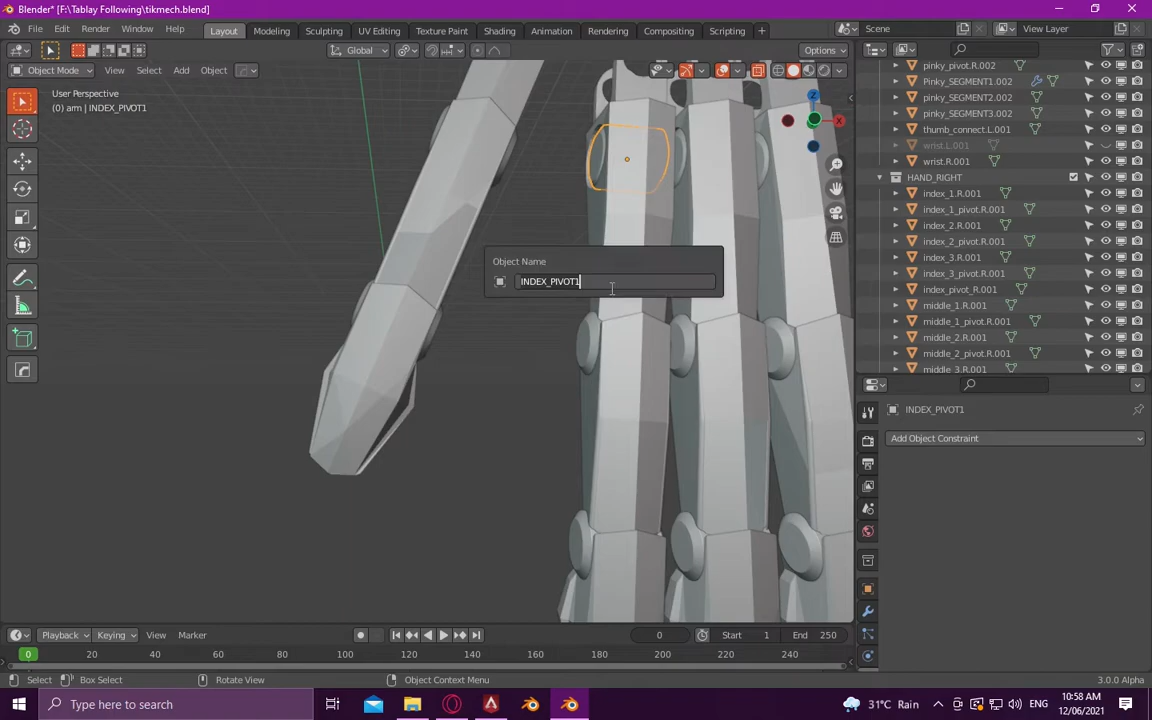 Blender* [F:\Tablay Following\tikmech.blend]
File Edit Render Window Help Layout Modeling Sculpting UV Editing Texture Paint Shading Animation Rendering Compositing Scripting + Scene View Layer
Global Options
Object Mode View Select Add Object
User Perspective
(0) arm | INDEX_PIVOT1
Z
X
Object Name
INDEX_PIVOT1
pinky_pivot.R.002
Pinky_SEGMENT1.002
Pinky_SEGMENT2.002
Pinky_SEGMENT3.002
thumb_connect.L.001
wrist.L.001
wrist.R.001
HAND_RIGHT
index_1.R.001
index_1_pivot.R.001
index_2.R.001
index_2_pivot.R.001
index_3.R.001
index_3_pivot.R.001
index_pivot_R.001
middle_1.R.001
middle_1_pivot.R.001
middle_2.R.001
middle_2_pivot.R.001
middle_3.R.001
INDEX_PIVOT1
Add Object Constraint
Playback Keying View Marker 0 Start 1 End 250
0 20 40 60 80 100 120 140 160 180 200 220 240
Select Box Select Rotate View Object Context Menu 3.0.0 Alpha
Type here to search 31°C Rain ENG 10:58 AM
12/06/2021